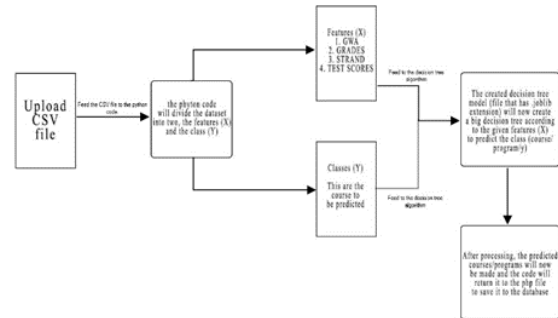 Upload
CSV
file
Feed the CSV file to the python
code
the phyton code
will divide the dataset
into two, the features (X)
and the class (Y)
Features (X)
1. GWA
2. GRADES
3. STRAND
4. TEST SCORES
Feed to the decision tree
algorithm
Classes (Y)
This are the
course to
be predicted
Feed to the decision tree
algorithm
The created decision tree
model (file that has .joblib
extension) will now create
a big decision tree according
to the given features (X)
to predict the class (course/
program/y)
After processing, the predicted
courses/programs will now
be made and the code will
return it to the php file
to save it to the database